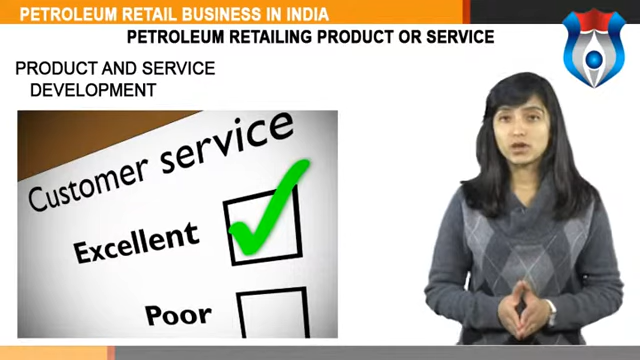 PETROLEUM RETAIL BUSINESS IN INDIA
PETROLEUM RETAILING PRODUCT OR SERVICE
PRODUCT AND SERVICE
DEVELOPMENT
Customer service
Excellent
Poor